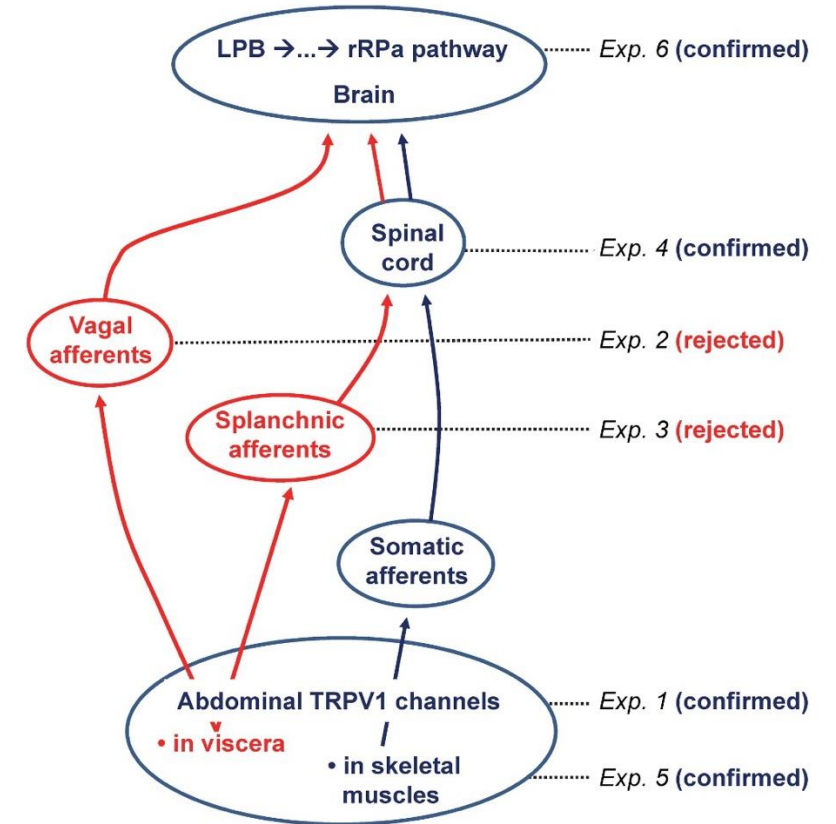 LPB →...→ rRPa pathway
Brain
Exp. 6 (confirmed)
Spinal
cord
Exp. 4 (confirmed)
Vagal
afferents
Exp. 2 (rejected)
Splanchnic
afferents
Exp. 3 (rejected)
Somatic
afferents
Abdominal TRPV1 channels
Exp. 1 (confirmed)
• in viscera
• in skeletal
muscles
Exp. 5 (confirmed)